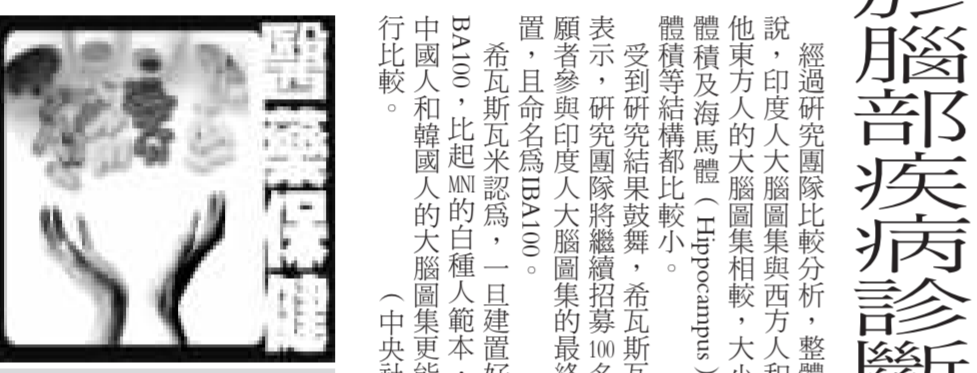 腦部疾病診斷
經過研究團隊比較分析，整體
說，印度人大腦圖集與西方人和
他東方人的大腦圖集相較，大小
體積及海馬體（Hippocampus）
體積等結構都比較小。
受到研究結果鼓舞，希瓦斯瓦
表示，研究團隊將繼續招募100名
願者參與印度人大腦圖集的最終
置，且命名爲IBA100。
希瓦斯瓦米認爲，一旦建置好
BA100，比起MNI的白種人範本，
中國人和韓國人的大腦圖集更能
行比較。
（中央社